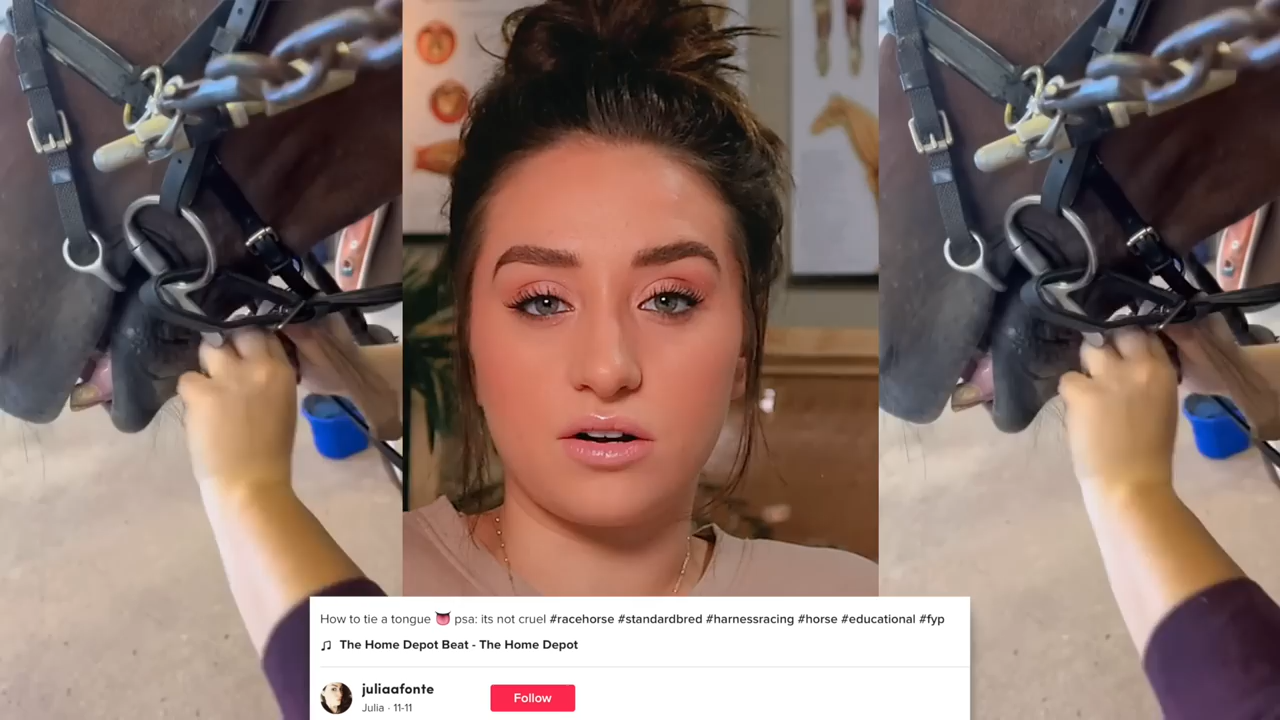 How to tie a tongue 👅 psa: its not cruel #racehorse #standardbred #harnessracing #horse #educational #fyp
♫ The Home Depot Beat - The Home Depot
juliaafonte
Julia · 11-11
Follow